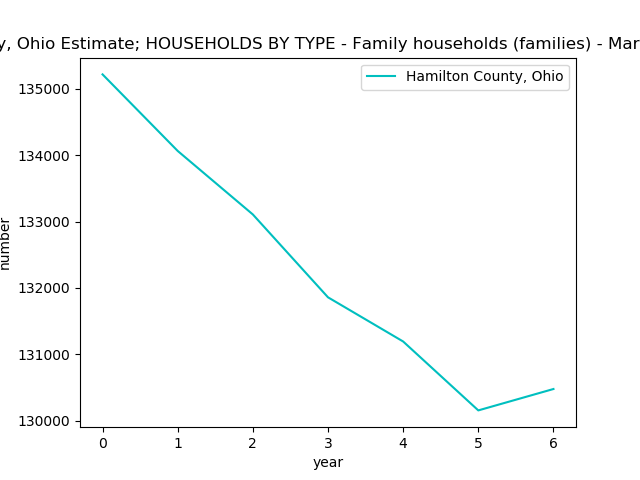 y, Ohio Estimate; HOUSEHOLDS BY TYPE - Family households (families) - Mar
Hamilton County, Ohio
135000
134000
133000
132000
131000
130000
number
0 1 2 3 4 5 6
year